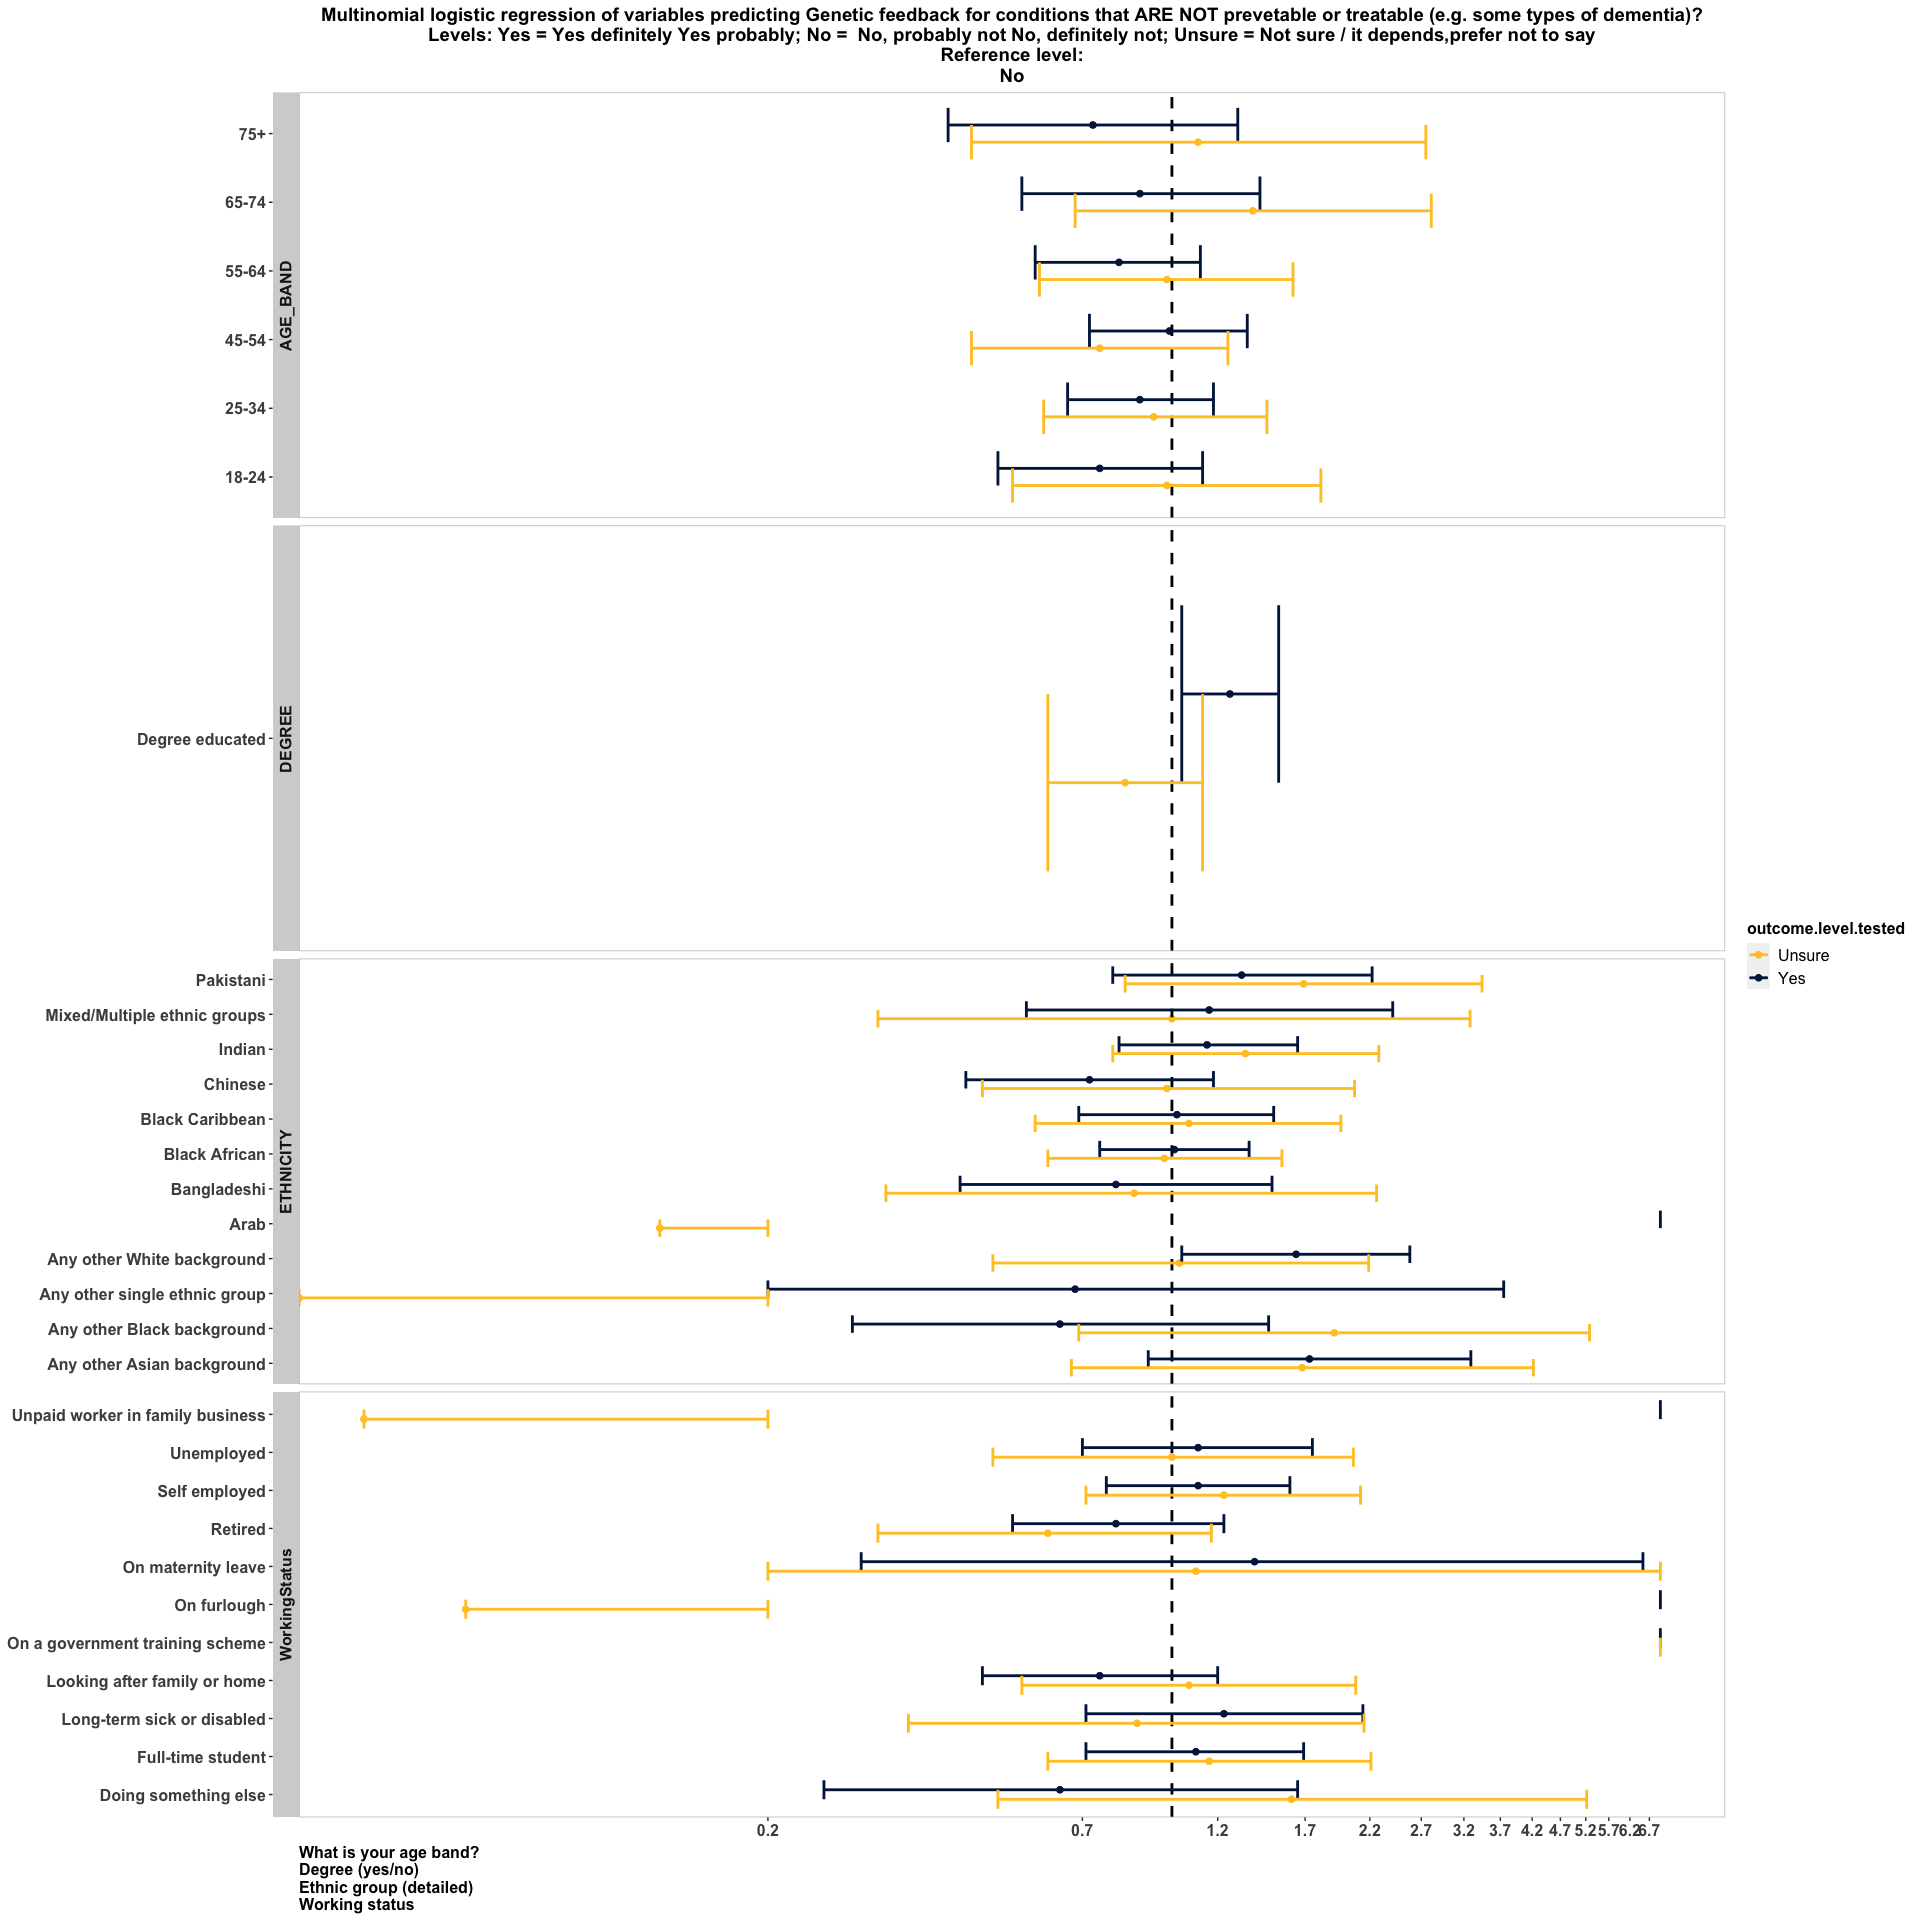 Multinomial logistic regression of variables predicting Genetic feedback for conditions that ARE NOT prevetable or treatable (e.g. some types of dementia)?
Levels: Yes = Yes definitely Yes probably; No =  No, probably not No, definitely not; Unsure = Not sure / it depends,prefer not to say
Reference level:
No
AGE_BAND
75+
65-74
55-64
45-54
25-34
18-24
DEGREE
Degree educated
ETHNICITY
Pakistani
Mixed/Multiple ethnic groups
Indian
Chinese
Black Caribbean
Black African
Bangladeshi
Arab
Any other White background
Any other single ethnic group
Any other Black background
Any other Asian background
WorkingStatus
Unpaid worker in family business
Unemployed
Self employed
Retired
On maternity leave
On furlough
On a government training scheme
Looking after family or home
Long-term sick or disabled
Full-time student
Doing something else
0.2 0.7 1.2 1.7 2.2 2.7 3.2 3.7 4.2 4.7 5.2 5.7 6.2 6.7
What is your age band?
Degree (yes/no)
Ethnic group (detailed)
Working status
outcome.level.tested
Unsure
Yes